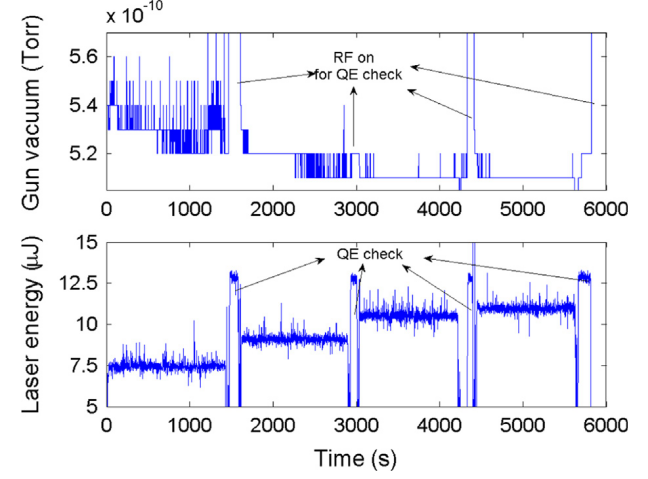 x 10⁻¹⁰
Gun vacuum (Torr)
5.6
5.4
5.2
RF on
for QE check
0 1000 2000 3000 4000 5000 6000
Laser energy (μJ)
15
12.5
10
7.5
5
QE check
0 1000 2000 3000 4000 5000 6000
Time (s)